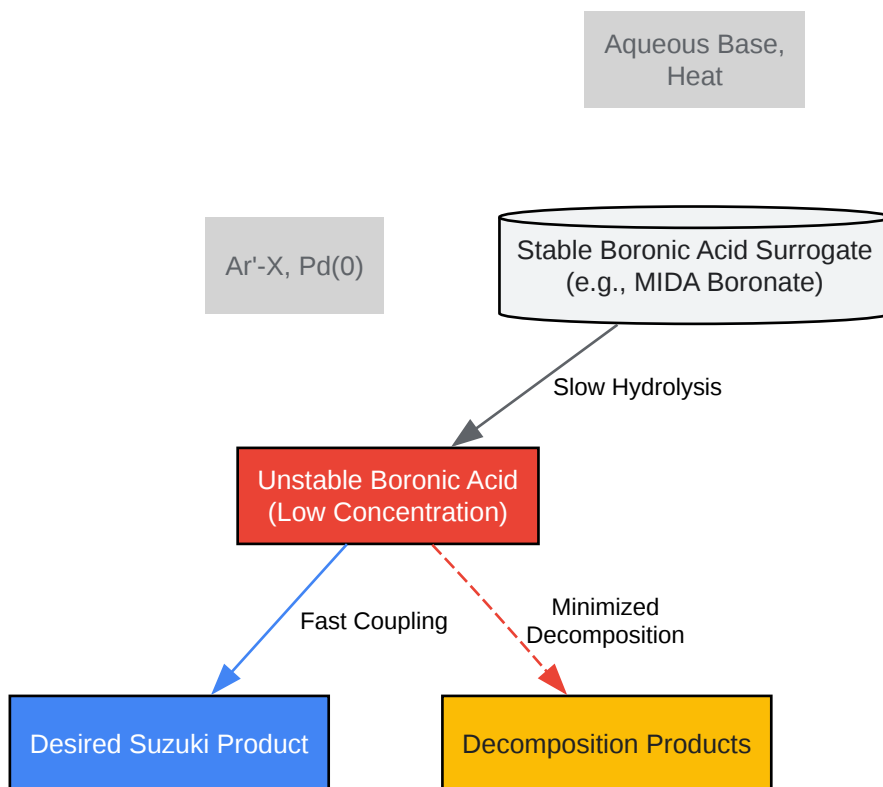 Aqueous Base,
Heat
Ar'-X, Pd(0)
Stable Boronic Acid Surrogate
(e.g., MIDA Boronate)
Slow Hydrolysis
Unstable Boronic Acid
(Low Concentration)
Fast Coupling
Minimized
Decomposition
Desired Suzuki Product
Decomposition Products